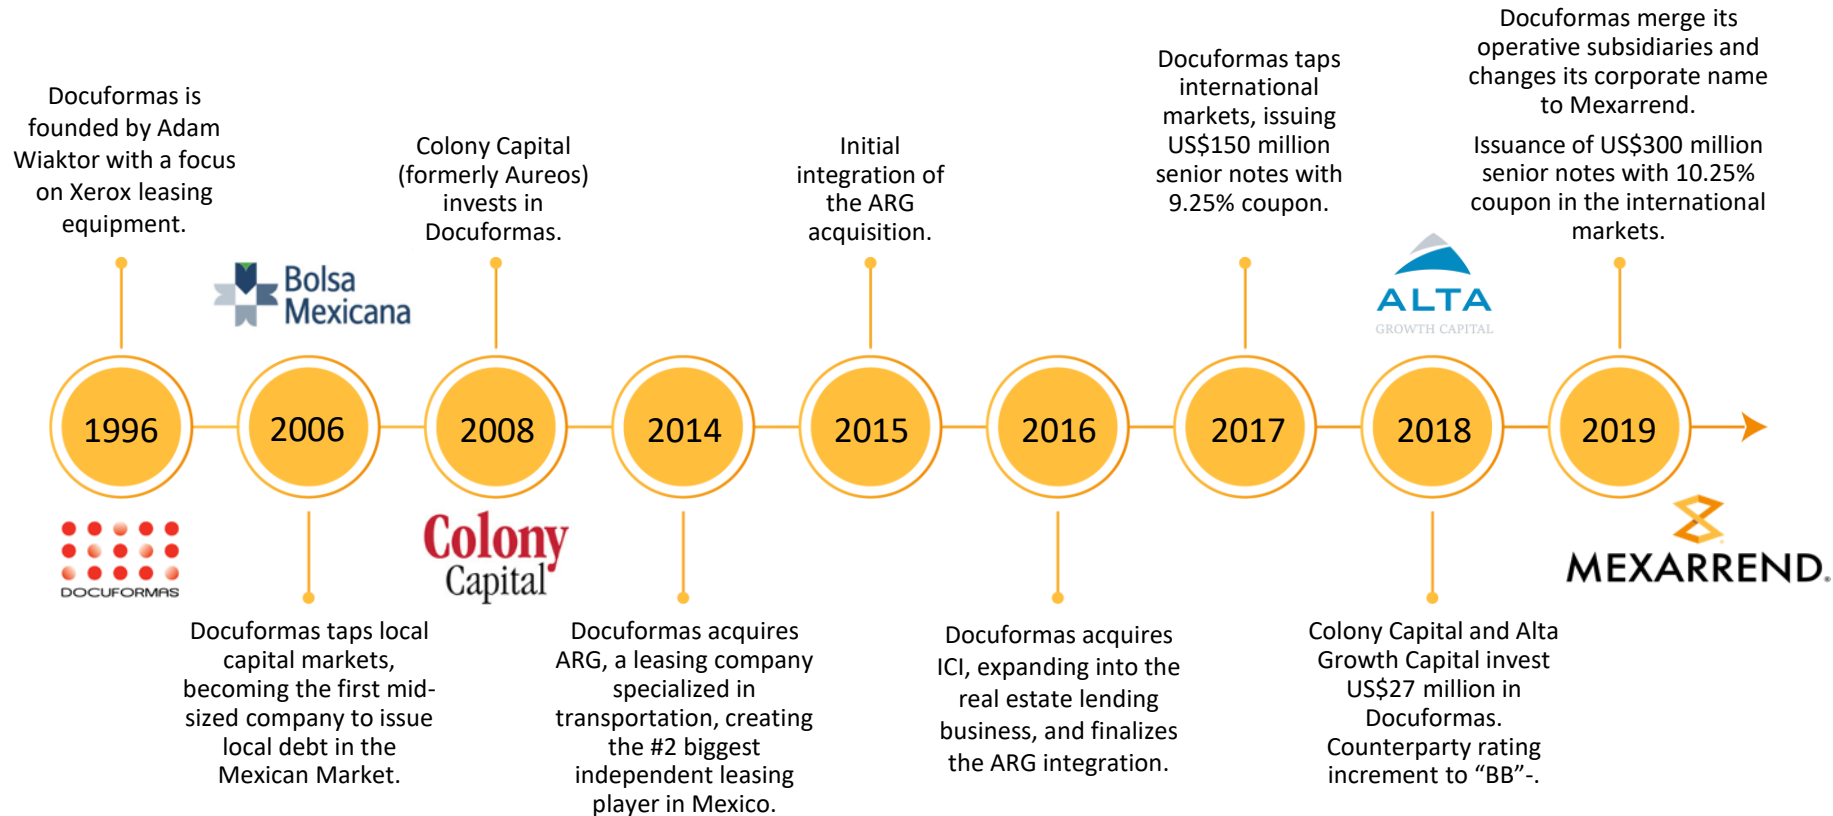 Docuformas is
founded by Adam
Wiaktor with a focus
on Xerox leasing
equipment.
Bolsa
Mexicana
Colony Capital
(formerly Aureos)
invests in
Docuformas.
Initial
integration of
the ARG
acquisition.
Docuformas taps
international
markets, issuing
US$150 million
senior notes with
9.25% coupon.
ALTA
GROWTH CAPITAL
Docuformas merge its
operative subsidiaries and
changes its corporate name
to Mexarrend.
Issuance of US$300 million
senior notes with 10.25%
coupon in the international
markets.
1996
2006
2008
2014
2015
2016
2017
2018
2019
DOCUFORMAS
Docuformas taps local
capital markets,
becoming the first mid-
sized company to issue
local debt in the
Mexican Market.
Colony
Capital
Docuformas acquires
ARG, a leasing company
specialized in
transportation, creating
the #2 biggest
independent leasing
player in Mexico.
Docuformas acquires
ICI, expanding into the
real estate lending
business, and finalizes
the ARG integration.
Colony Capital and Alta
Growth Capital invest
US$27 million in
Docuformas.
Counterparty rating
increment to “BB”-.
MEXARREND®